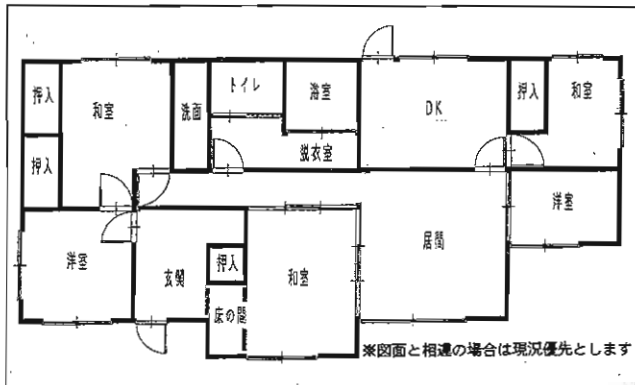 押入
和室
洗面
トイレ
浴室
DK
押入
和室
押入
脱衣室
洋室
洋室
玄関
押入
和室
居間
床の間
※図面と相違の場合は現況優先とします